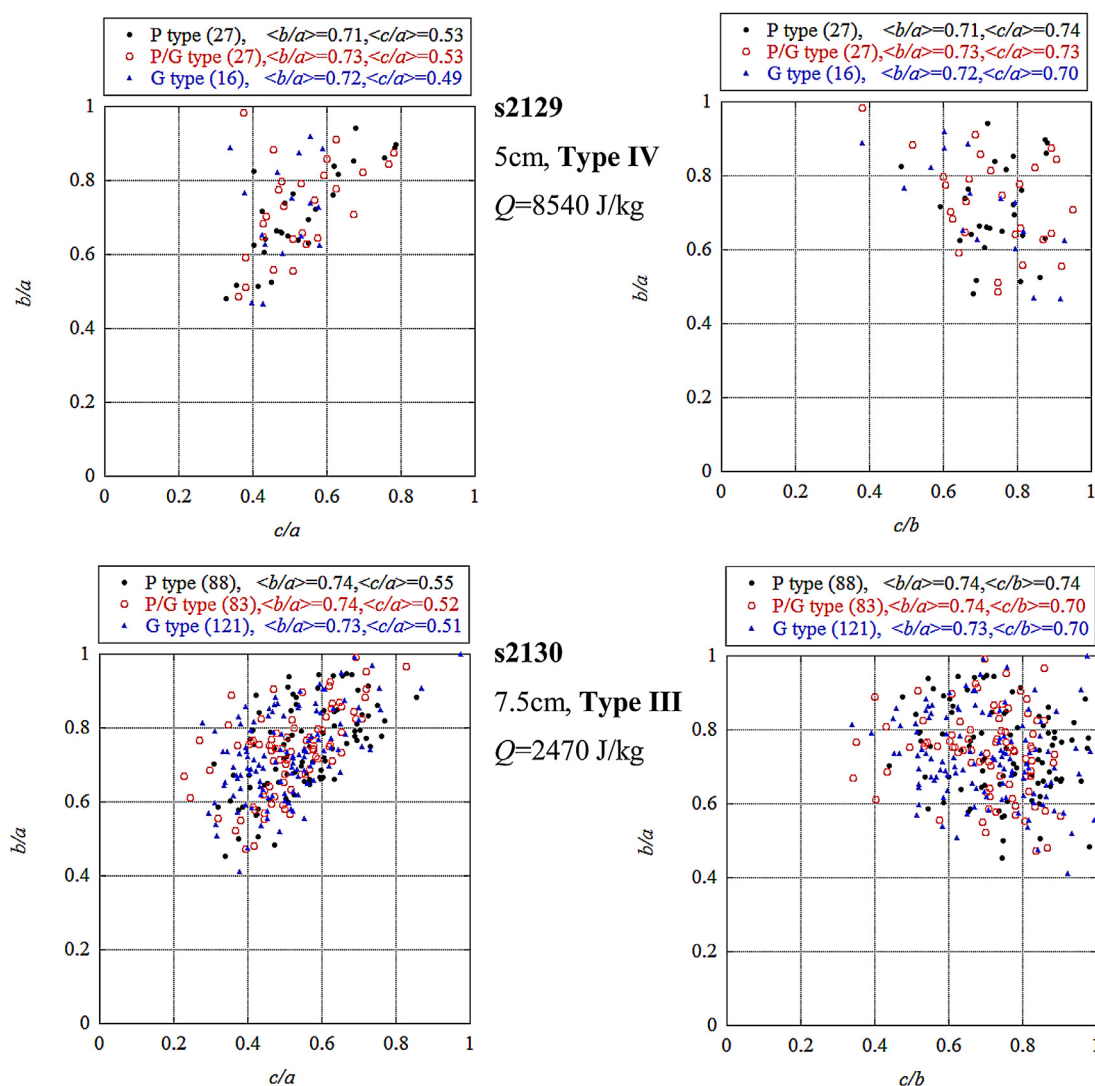 P type (27), <b/a>=0.71,<c/a>=0.53
P/G type (27),<b/a>=0.73,<c/a>=0.53
G type (16), <b/a>=0.72,<c/a>=0.49
1
0.8
0.6
0.4
0.2
0
b/a
0
0.2
0.4
0.6
0.8
1
c/a
s2129
5cm, Type IV
Q=8540 J/kg
P type (27), <b/a>=0.71,<c/a>=0.74
P/G type (27),<b/a>=0.73,<c/a>=0.73
G type (16), <b/a>=0.72,<c/a>=0.70
1
0.8
0.6
0.4
0.2
0
b/a
0
0.2
0.4
0.6
0.8
1
c/b
P type (88), <b/a>=0.74,<c/a>=0.55
P/G type (83),<b/a>=0.74,<c/a>=0.52
G type (121), <b/a>=0.73,<c/a>=0.51
1
0.8
0.6
0.4
0.2
0
b/a
0
0.2
0.4
0.6
0.8
1
c/a
s2130
7.5cm, Type III
Q=2470 J/kg
P type (88), <b/a>=0.74,<c/b>=0.74
P/G type (83),<b/a>=0.74,<c/b>=0.70
G type (121), <b/a>=0.73,<c/b>=0.70
1
0.8
0.6
0.4
0.2
0
b/a
0
0.2
0.4
0.6
0.8
1
c/b